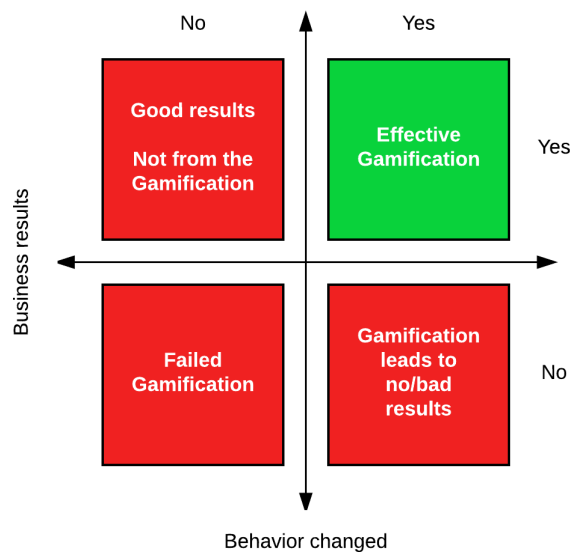 No
Yes
Good results
Not from the
Gamification
Effective
Gamification
Yes
Business results
Failed
Gamification
Gamification
leads to
no/bad
results
No
Behavior changed